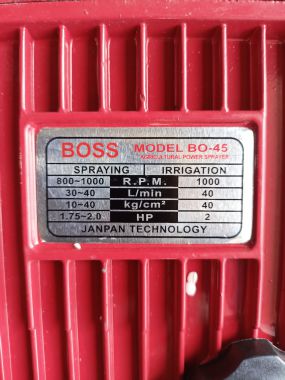 BOSS MODEL BO-45
AGRICULTURAL POWER SPRAYER
SPRAYING IRRIGATION
800~1000 R.P.M. 1000
30~40 L/min 40
10~40 kg/cm² 40
1.75~2.0 HP 2
JANPAN TECHNOLOGY